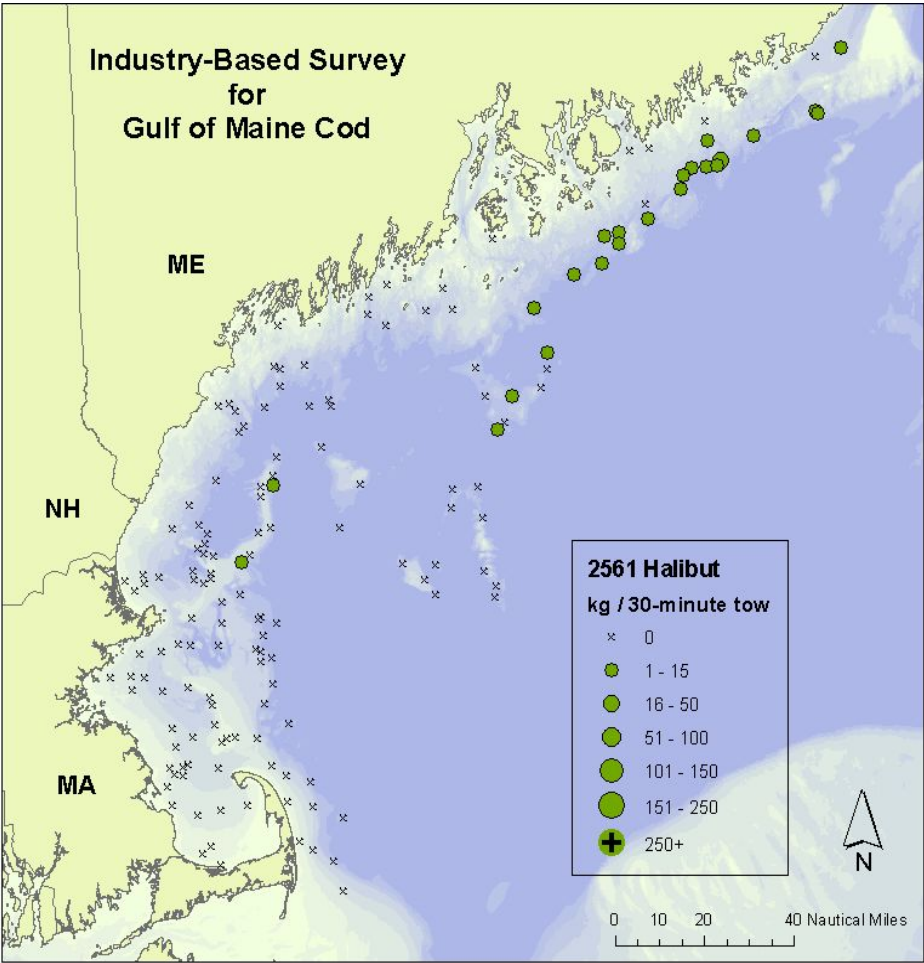 Industry-Based Survey
for
Gulf of Maine Cod
ME
NH
MA
2561 Halibut
kg / 30-minute tow
0
1 - 15
16 - 50
51 - 100
101 - 150
151 - 250
250+
N
0 10 20 40 Nautical Miles